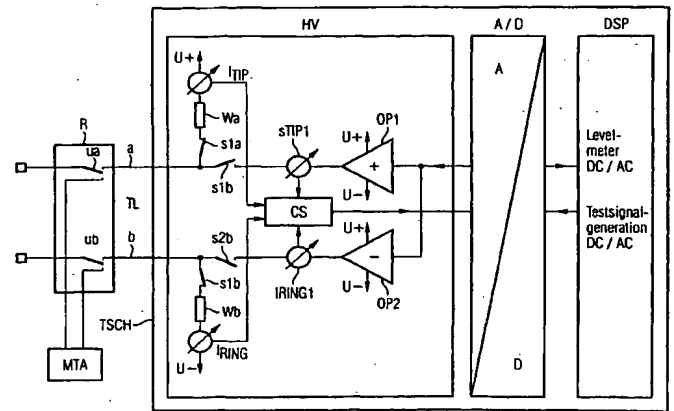 HV
A / D
DSP
U+
ITIP
Wa
R
ua
a
s1a
sTIP1
U+
OP1
A
s1b
+
Level-
meter
DC / AC
TL
U–
CS
Testsignal-
generation
DC / AC
ub
b
s2b
U+
–
s1b
IRING1
U–
OP2
Wb
TSCH
MTA
IRING
U–
D